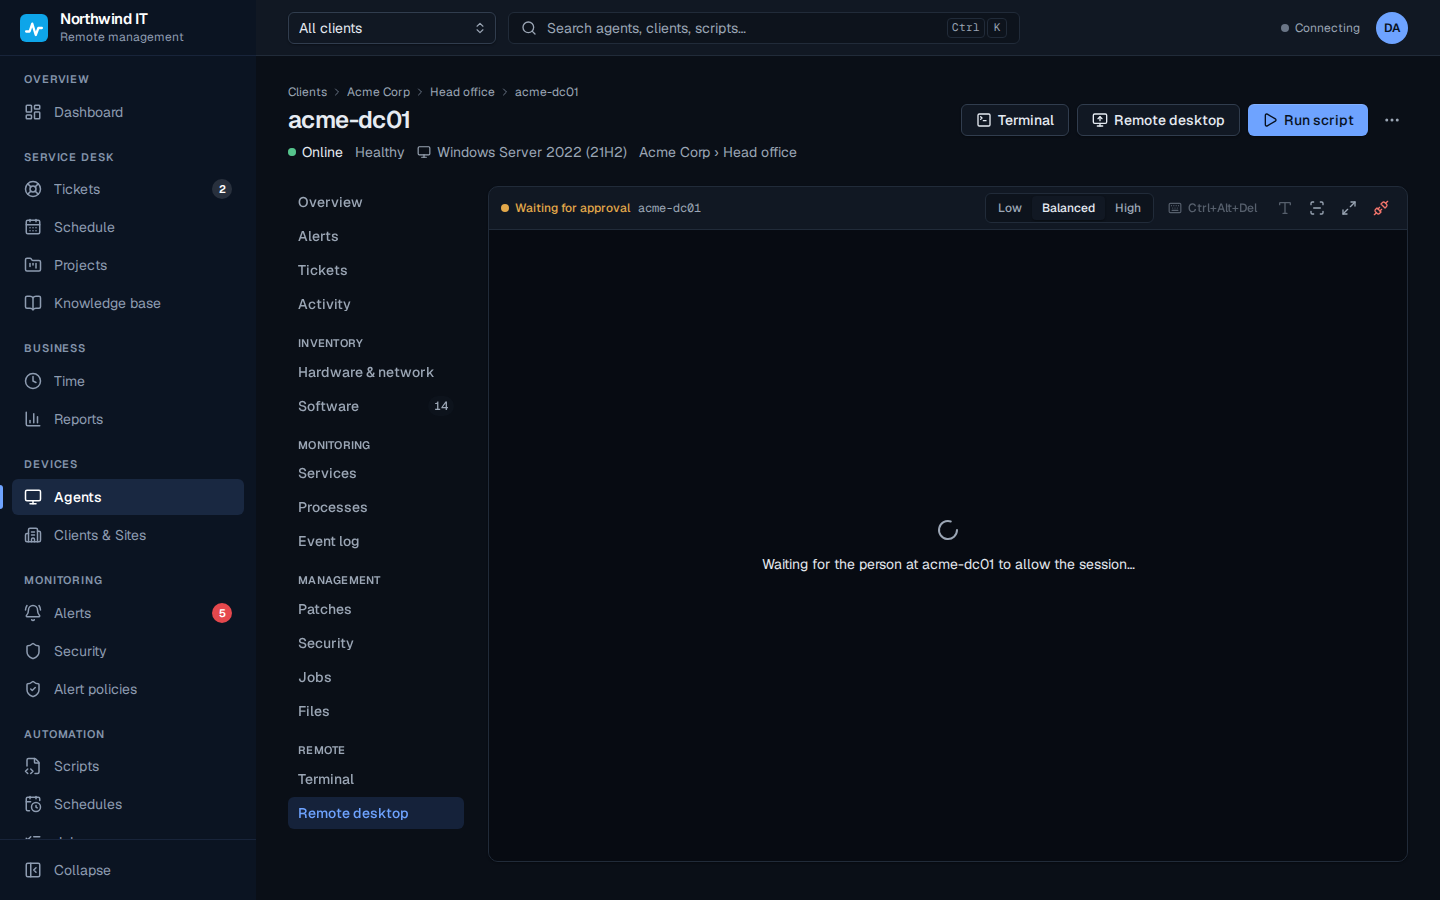 Northwind IT
Remote management
All clients
Search agents, clients, scripts...
Ctrl K
Connecting
DA
OVERVIEW
Dashboard
SERVICE DESK
Tickets 2
Schedule
Projects
Knowledge base
BUSINESS
Time
Reports
DEVICES
Agents
Clients & Sites
MONITORING
Alerts 5
Security
Alert policies
AUTOMATION
Scripts
Schedules
Collapse
Clients > Acme Corp > Head office > acme-dc01
acme-dc01
Online Healthy Windows Server 2022 (21H2) Acme Corp › Head office
Terminal
Remote desktop
Run script
Overview
Alerts
Tickets
Activity
INVENTORY
Hardware & network
Software 14
MONITORING
Services
Processes
Event log
MANAGEMENT
Patches
Security
Jobs
Files
REMOTE
Terminal
Remote desktop
Waiting for approval acme-dc01
Low Balanced High
Ctrl+Alt+Del
Waiting for the person at acme-dc01 to allow the session...